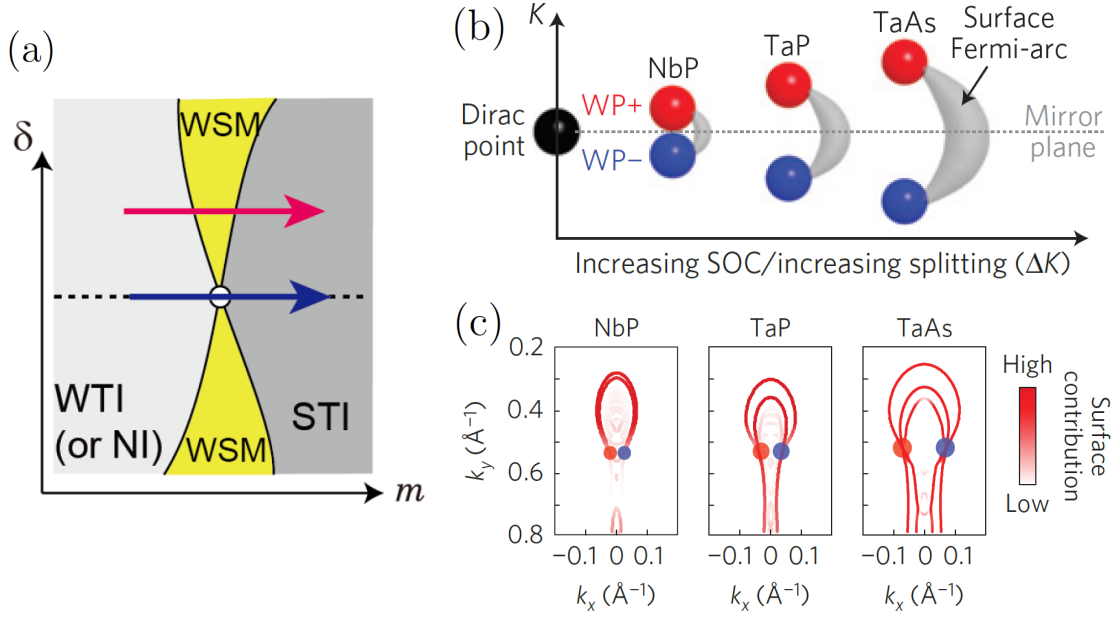 (a)
δ
WSM
WTI
(or NI)
STI
WSM
m
(b)
K
Dirac
point
NbP
TaP
TaAs
Surface
Fermi-arc
WP+
WP−
Mirror
plane
Increasing SOC/increasing splitting (ΔK)
(c)
NbP
TaP
TaAs
0.2
0.4
0.6
0.8
k_y (Å⁻¹)
−0.1 0 0.1
−0.1 0 0.1
−0.1 0 0.1
k_x (Å⁻¹)
k_x (Å⁻¹)
k_x (Å⁻¹)
High
Low
Surface
contribution